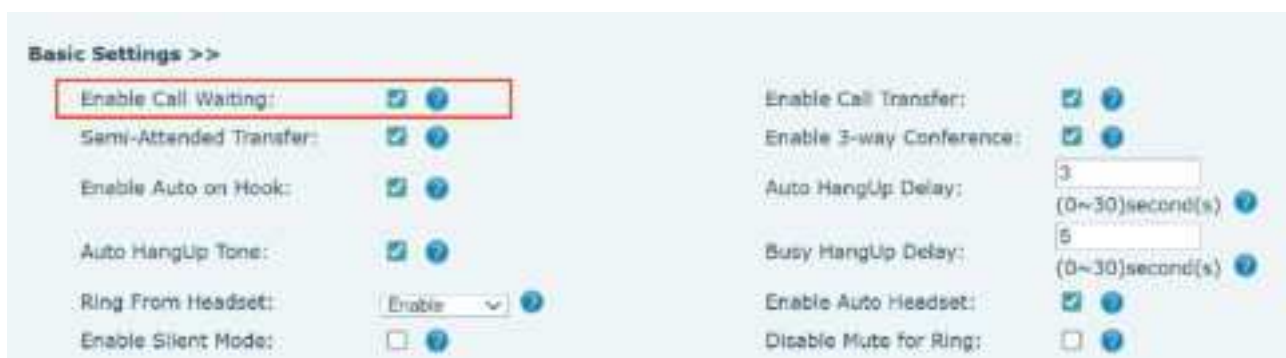 Basic Settings >>
Enable Call Waiting: Enable Call Transfer:
Semi-Attended Transfer: Enable 3-way Conference:
Enable Auto on Hook: Auto HangUp Delay: 3
(0~30)second(s)
Auto HangUp Tone: Busy HangUp Delay: 5
(0~30)second(s)
Ring From Headset: Enable Enable Auto Headset:
Enable Silent Mode: Disable Mute for Ring: